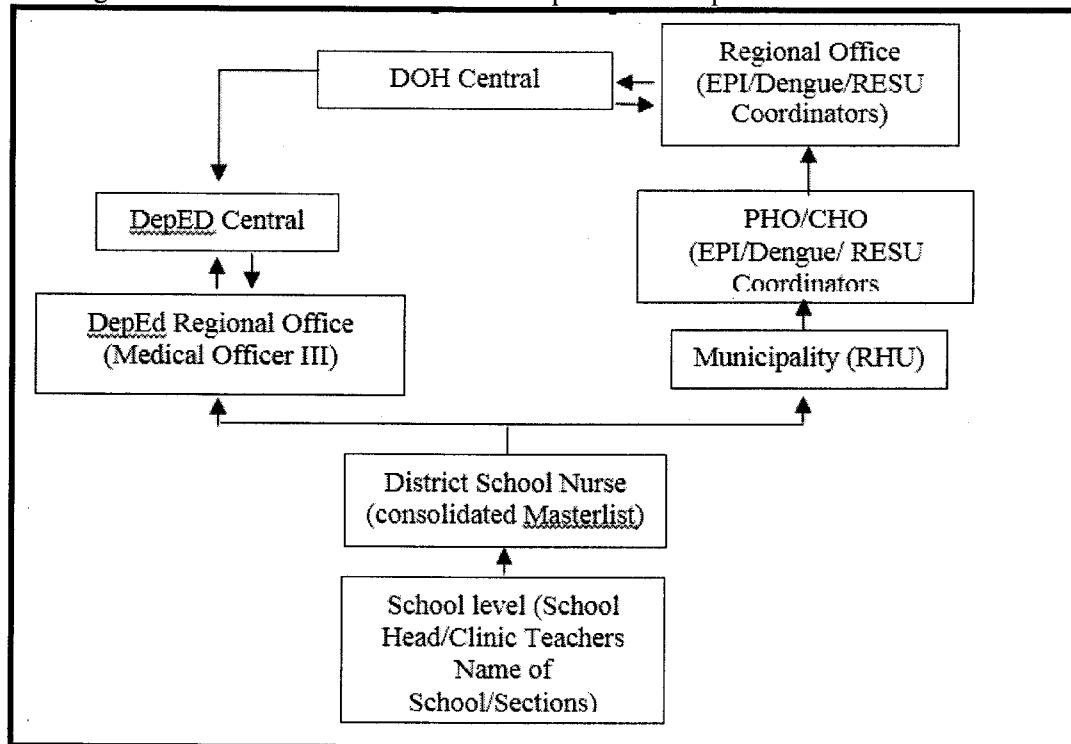 DOH Central
Regional Office
(EPI/Dengue/RESU
Coordinators)
DepED Central
PHO/CHO
(EPI/Dengue/ RESU
Coordinators
DepEd Regional Office
(Medical Officer III)
Municipality (RHU)
District School Nurse
(consolidated Masterlist)
School level (School
Head/Clinic Teachers
Name of
School/Sections)